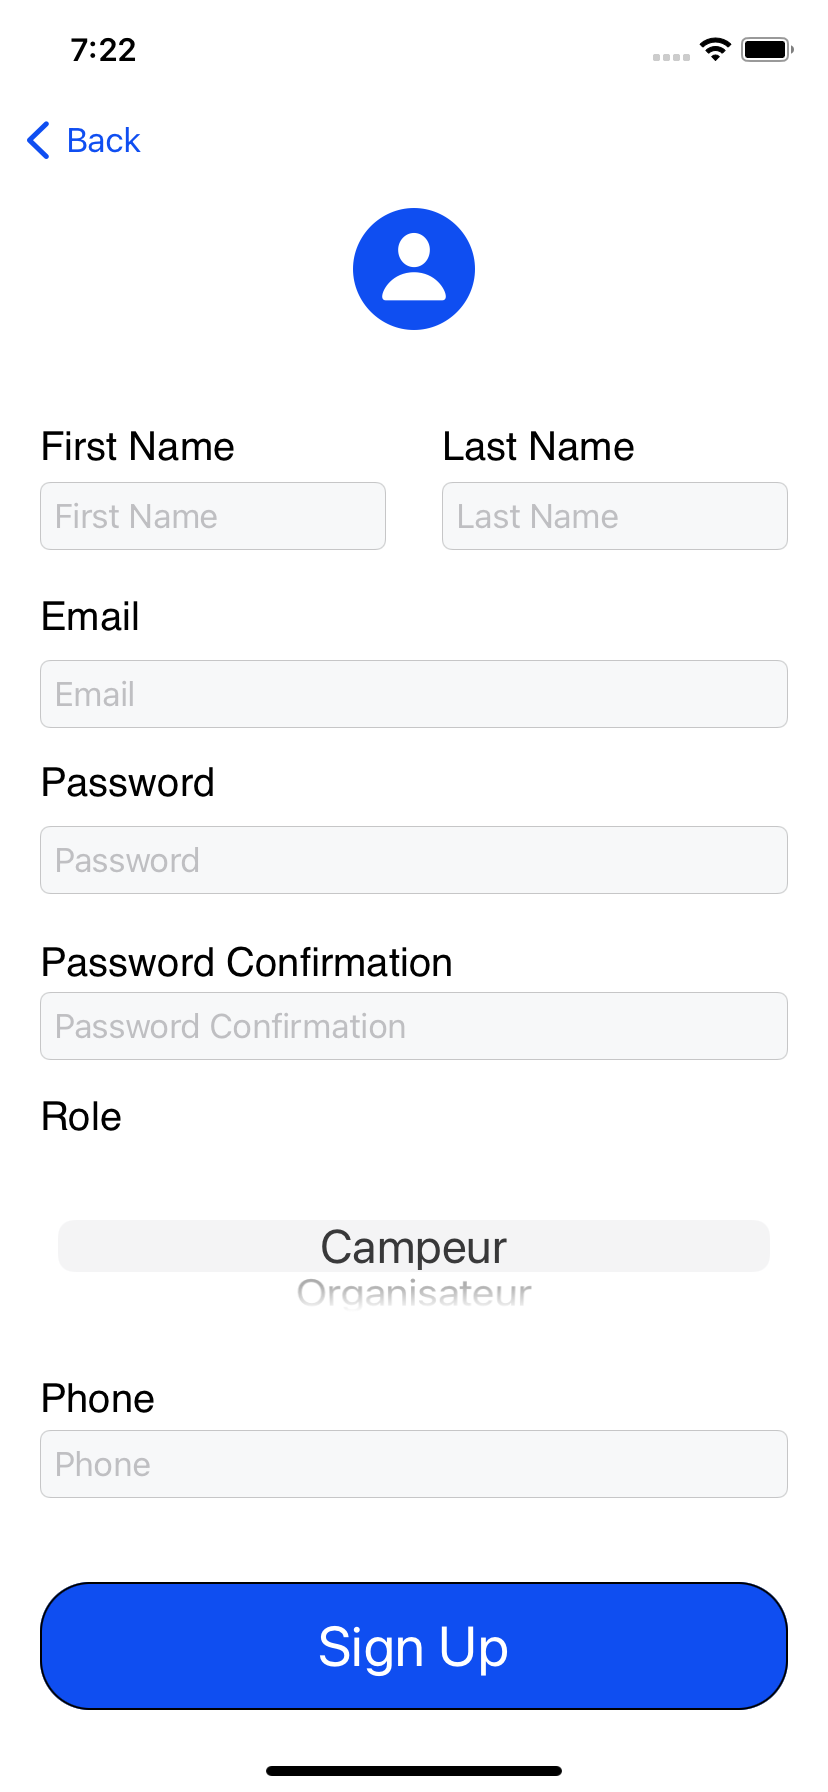 7:22
Back
First Name Last Name
First Name Last Name
Email
Email
Password
Password
Password Confirmation
Password Confirmation
Role
Campeur
Organisateur
Phone
Phone
Sign Up